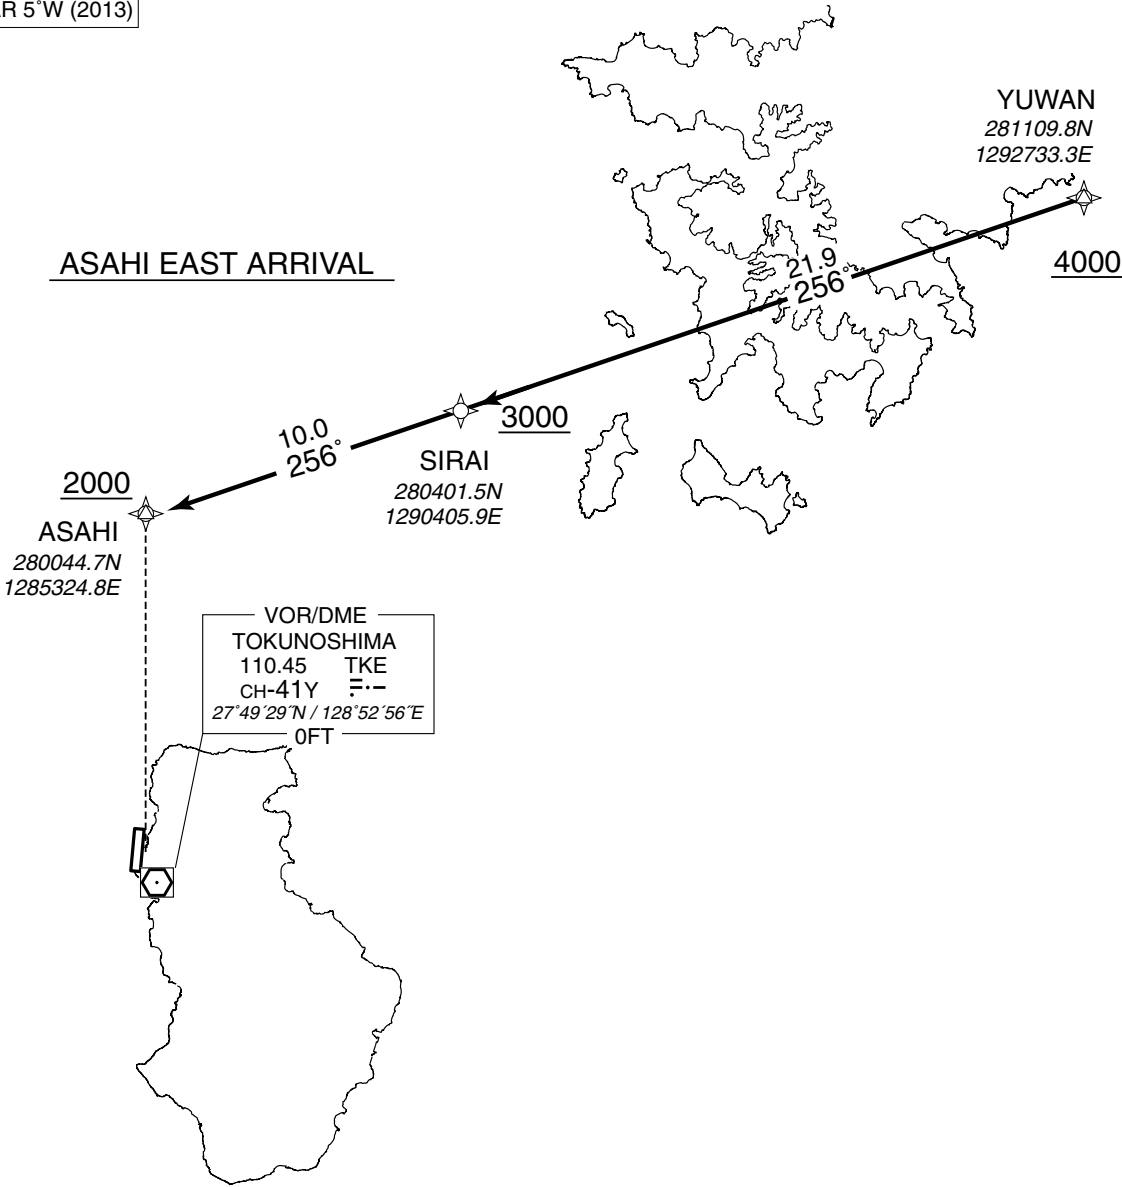 R 5˚W (2013)
YUWAN
281109.8N
1292733.3E
ASAHI EAST ARRIVAL
21.9
256˚
4000
10.0
256˚
3000
SIRAI
280401.5N
1290405.9E
2000
ASAHI
280044.7N
1285324.8E
VOR/DME
TOKUNOSHIMA
110.45 TKE
CH-41Y
27˚49´29˝N / 128˚52´56˝E
0FT